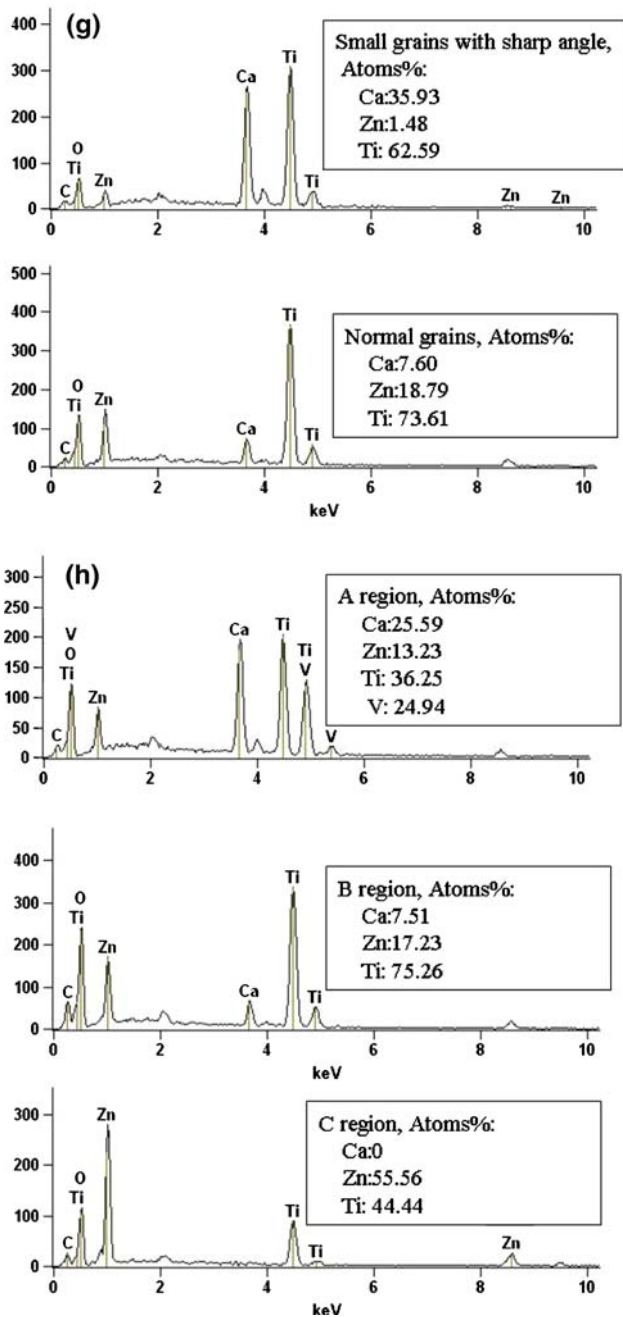 (g)
400
300
200
100
0
C
O
Ti
Zn
Ca
Ti
Ti
Zn
Zn
0 2 4 6 8 10
Small grains with sharp angle,
Atoms%:
Ca:35.93
Zn:1.48
Ti: 62.59
500
400
300
200
100
0
C
O
Ti
Zn
Ca
Ti
Ti
0 2 4 6 8 10
keV
Normal grains, Atoms%:
Ca:7.60
Zn:18.79
Ti: 73.61
(h)
300
250
200
150
100
50
0
C
V
O
Ti
Zn
Ca
Ti
Ti
V
V
0 2 4 6 8 10
A region, Atoms%:
Ca:25.59
Zn:13.23
Ti: 36.25
V: 24.94
400
300
200
100
0
C
O
Ti
Zn
Ca
Ti
Ti
0 2 4 6 8 10
keV
B region, Atoms%:
Ca:7.51
Zn:17.23
Ti: 75.26
300
200
100
0
C
O
Ti
Zn
Ti
Ti
Zn
0 2 4 6 8 10
keV
C region, Atoms%:
Ca:0
Zn:55.56
Ti: 44.44